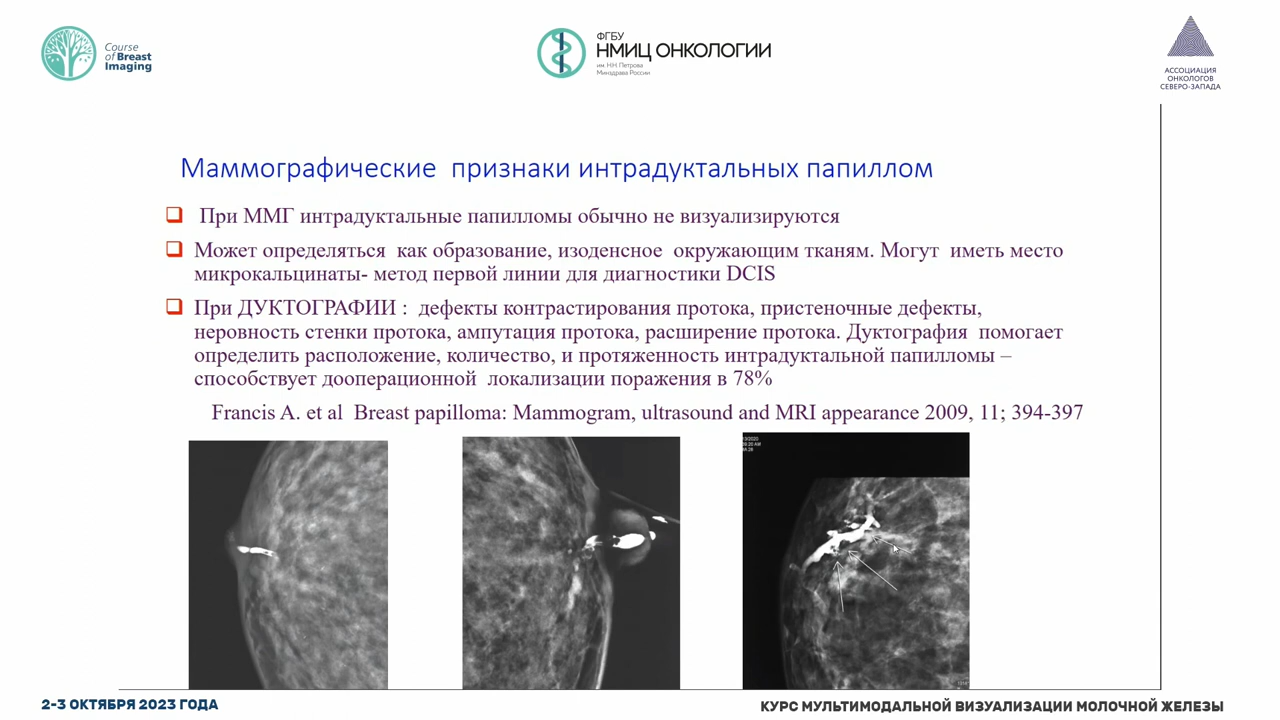 Course
of Breast
Imaging
ФГБУ
НМИЦ ОНКОЛОГИИ
им. Н.Н. Петрова
Минздрава России
АССОЦИАЦИЯ
ОНКОЛОГОВ
СЕВЕРО-ЗАПАДА
Маммографические признаки интрадуктальных папиллом
При ММГ интрадуктальные папилломы обычно не визуализируются
Может определяться как образование, изоденсное окружающим тканям. Могут иметь место
микрокальцинаты- метод первой линии для диагностики DCIS
При ДУКТОГРАФИИ : дефекты контрастирования протока, пристеночные дефекты,
неровность стенки протока, ампутация протока, расширение протока. Дуктография помогает
определить расположение, количество, и протяженность интрадуктальной папилломы –
способствует дооперационной локализации поражения в 78%
Francis A. et al Breast papilloma: Mammogram, ultrasound and MRI appearance 2009, 11; 394-397
2-3 ОКТЯБРЯ 2023 ГОДА
КУРС МУЛЬТИМОДАЛЬНОЙ ВИЗУАЛИЗАЦИИ МОЛОЧНОЙ ЖЕЛЕЗЫ